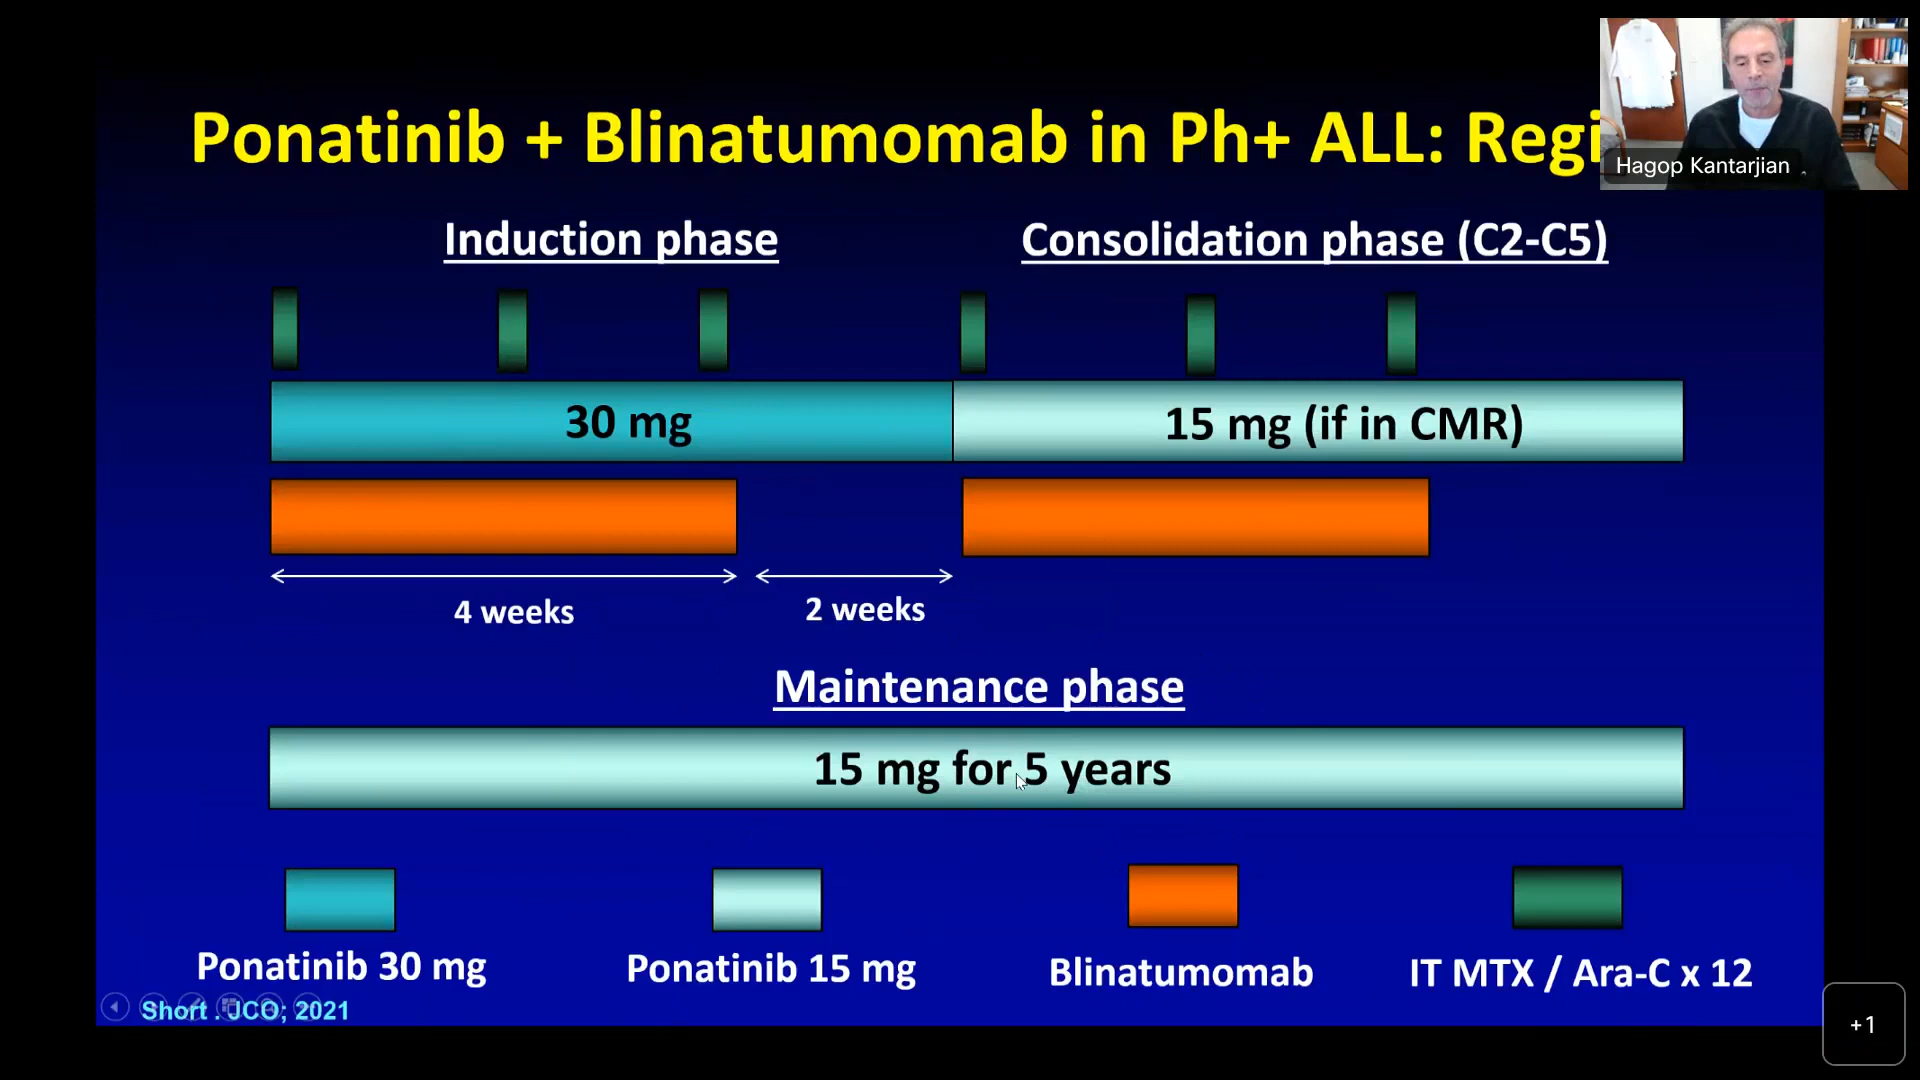 Ponatinib + Blinatumomab in Ph+ ALL: Regi
Hagop Kantarjian
Induction phase
Consolidation phase (C2-C5)
30 mg
15 mg (if in CMR)
4 weeks
2 weeks
Maintenance phase
15 mg for 5 years
Ponatinib 30 mg
Ponatinib 15 mg
Blinatumomab
IT MTX / Ara-C x 12
Short . JCO; 2021
+1